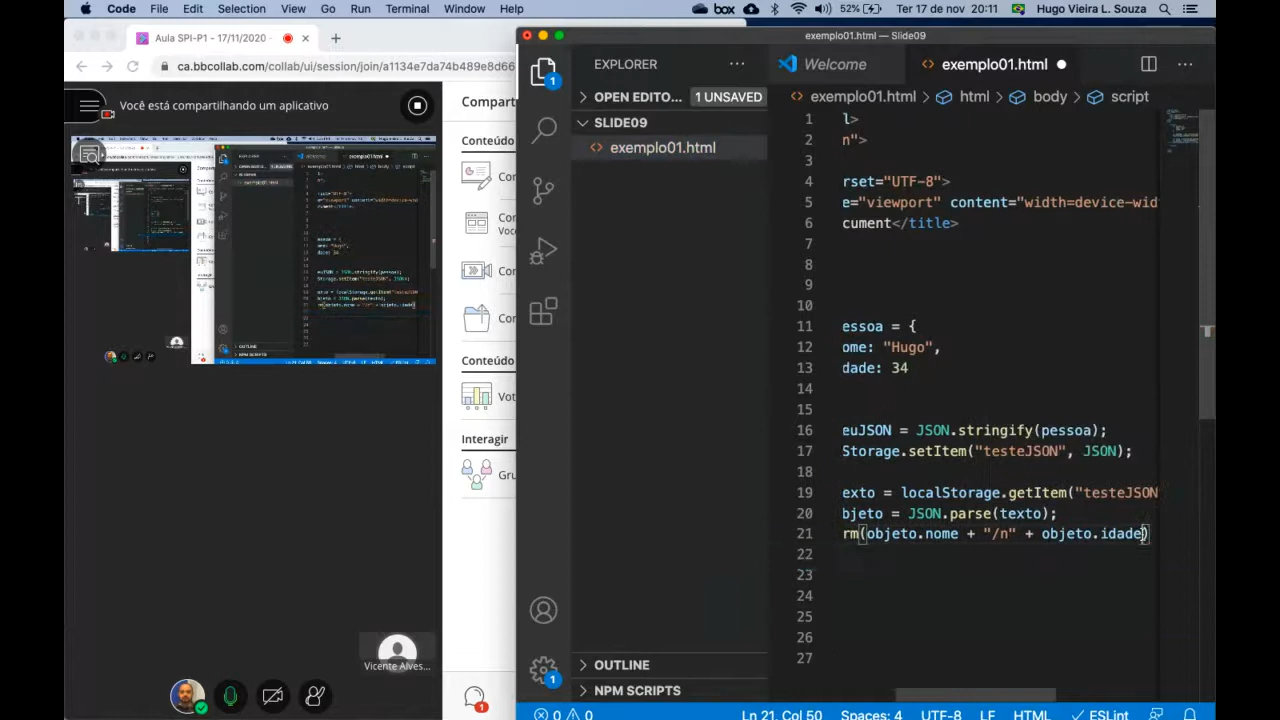 Code File Edit Selection View Go Run Terminal Window Help box 52% Ter 17 de nov 20:11 Hugo Vieira L. Souza
Aula SPI-P1 - 17/11/2020 -
ca.bbcollab.com/collab/ui/session/join/a1134e7da74b489e8d66
Você está compartilhando um aplicativo
Compart
Conteúdo
Con
Con
Voc
Con
Con
Conteúdo
Vot
Interagir
Gru
1
Vicente Alves...
exemplo01.html — Slide09
EXPLORER ...
Welcome
exemplo01.html
1
OPEN EDITO... 1 UNSAVED
SLIDE09
exemplo01.html
exemplo01.html > html > body > script
1 l>
2 n">
3
4 rset="UTF-8">
5 e="viewport" content="width=device-wid
6 cument</title>
7
8
9
10
11 essoa = {
12 ome: "Hugo",
13 dade: 34
14
15
16 euJSON = JSON.stringify(pessoa);
17 Storage.setItem("testeJSON", JSON);
18
19 exto = localStorage.getItem("testeJSON
20 bjeto = JSON.parse(texto);
21 rm(objeto.nome + "/n" + objeto.idade)
22
23
24
25
26
27
OUTLINE
NPM SCRIPTS
1
0 0 Ln 21, Col 50 Spaces: 4 UTF-8 LF HTML ESLint